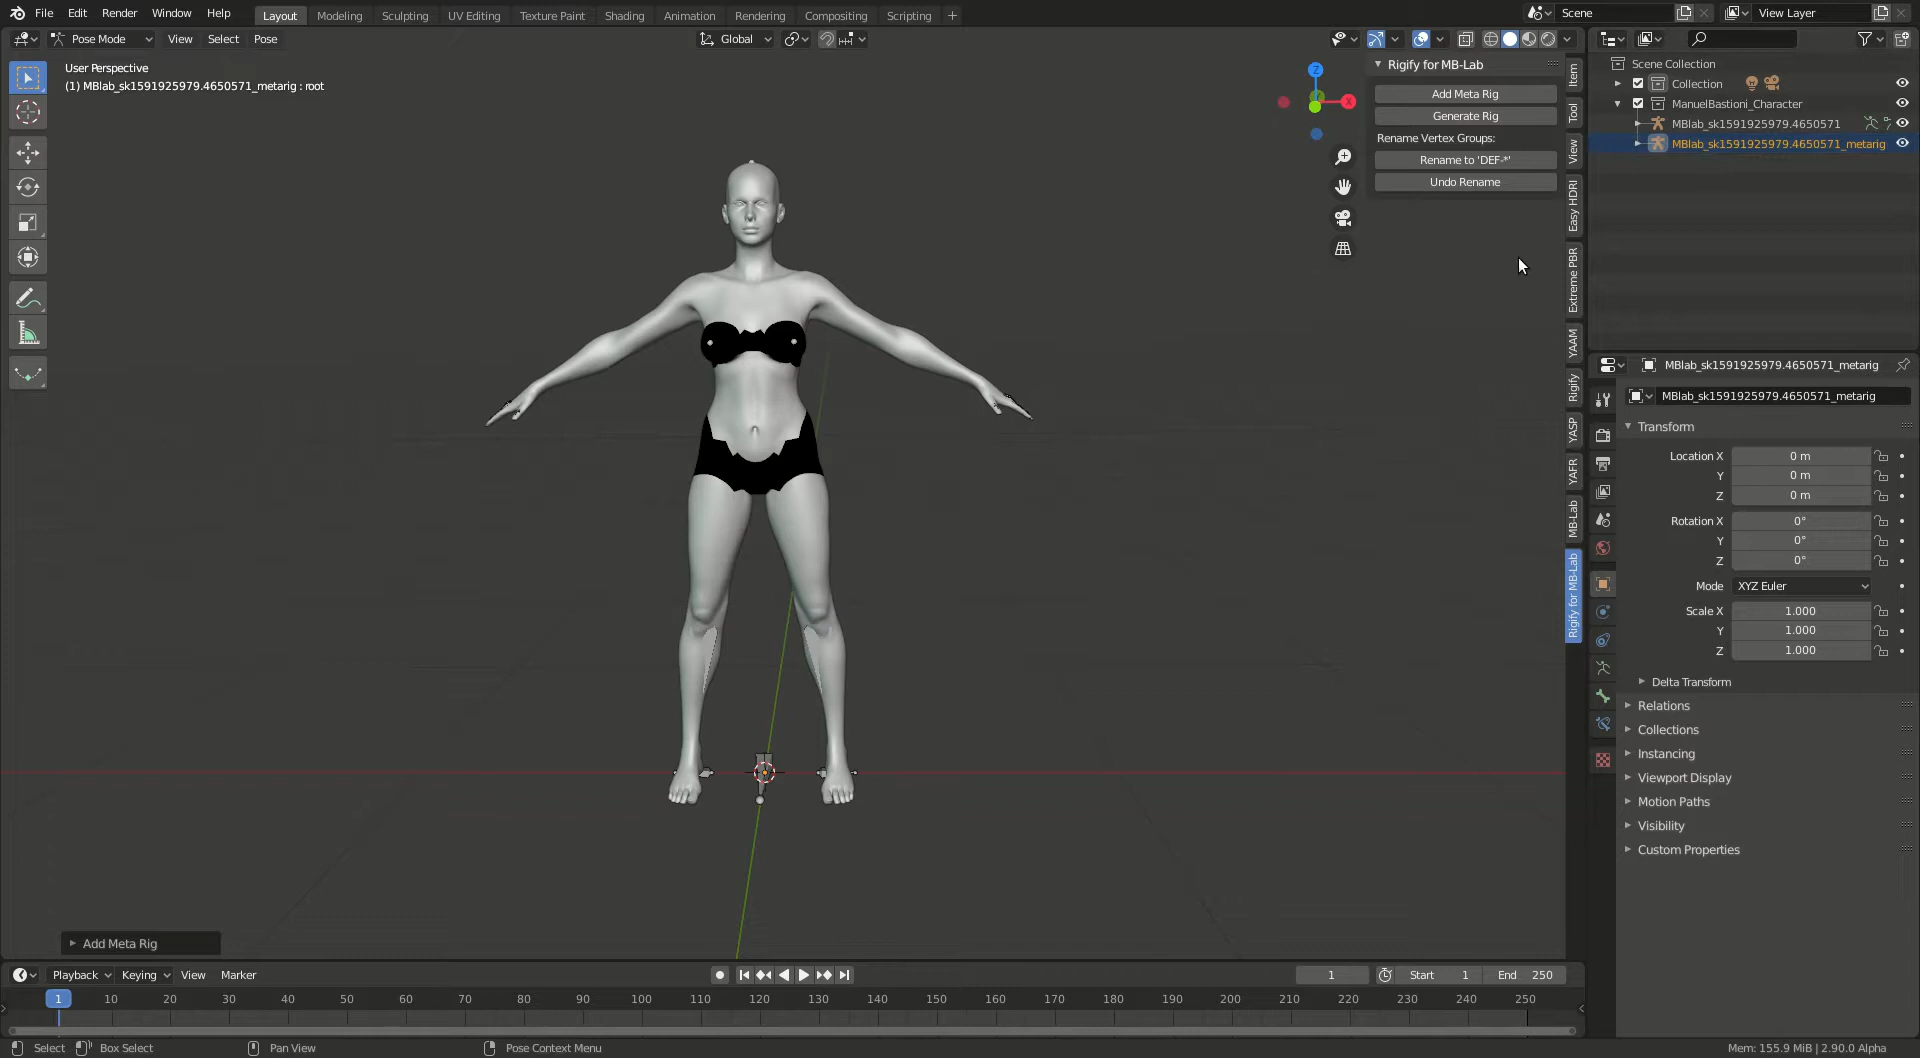 File Edit Render Window Help Layout Modeling Sculpting UV Editing Texture Paint Shading Animation Rendering Compositing Scripting + Scene View Layer
Pose Mode View Select Pose Global
User Perspective
(1) MBlab_sk1591925979.4650571_metarig : root
Z
X
Rigify for MB-Lab
Add Meta Rig
Generate Rig
Rename Vertex Groups:
Rename to 'DEF-*'
Undo Rename
Item
Tool
View
Easy HDRI
Extreme PBR
YAAM
Rigify
YASP
YAFR
MB-Lab
Rigify for MB-Lab
Scene Collection
Collection
ManuelBastioni_Character
MBlab_sk1591925979.4650571
MBlab_sk1591925979.4650571_metarig
MBlab_sk1591925979.4650571_metarig
MBlab_sk1591925979.4650571_metarig
Transform
Location X 0 m
Y 0 m
Z 0 m
Rotation X 0°
Y 0°
Z 0°
Mode XYZ Euler
Scale X 1.000
Y 1.000
Z 1.000
Delta Transform
Relations
Collections
Instancing
Viewport Display
Motion Paths
Visibility
Custom Properties
Add Meta Rig
Playback Keying View Marker 1 Start 1 End 250
1 10 20 30 40 50 60 70 80 90 100 110 120 130 140 150 160 170 180 190 200 210 220 230 240 250
Select Box Select Pan View Pose Context Menu Mem: 155.9 MiB | 2.90.0 Alpha